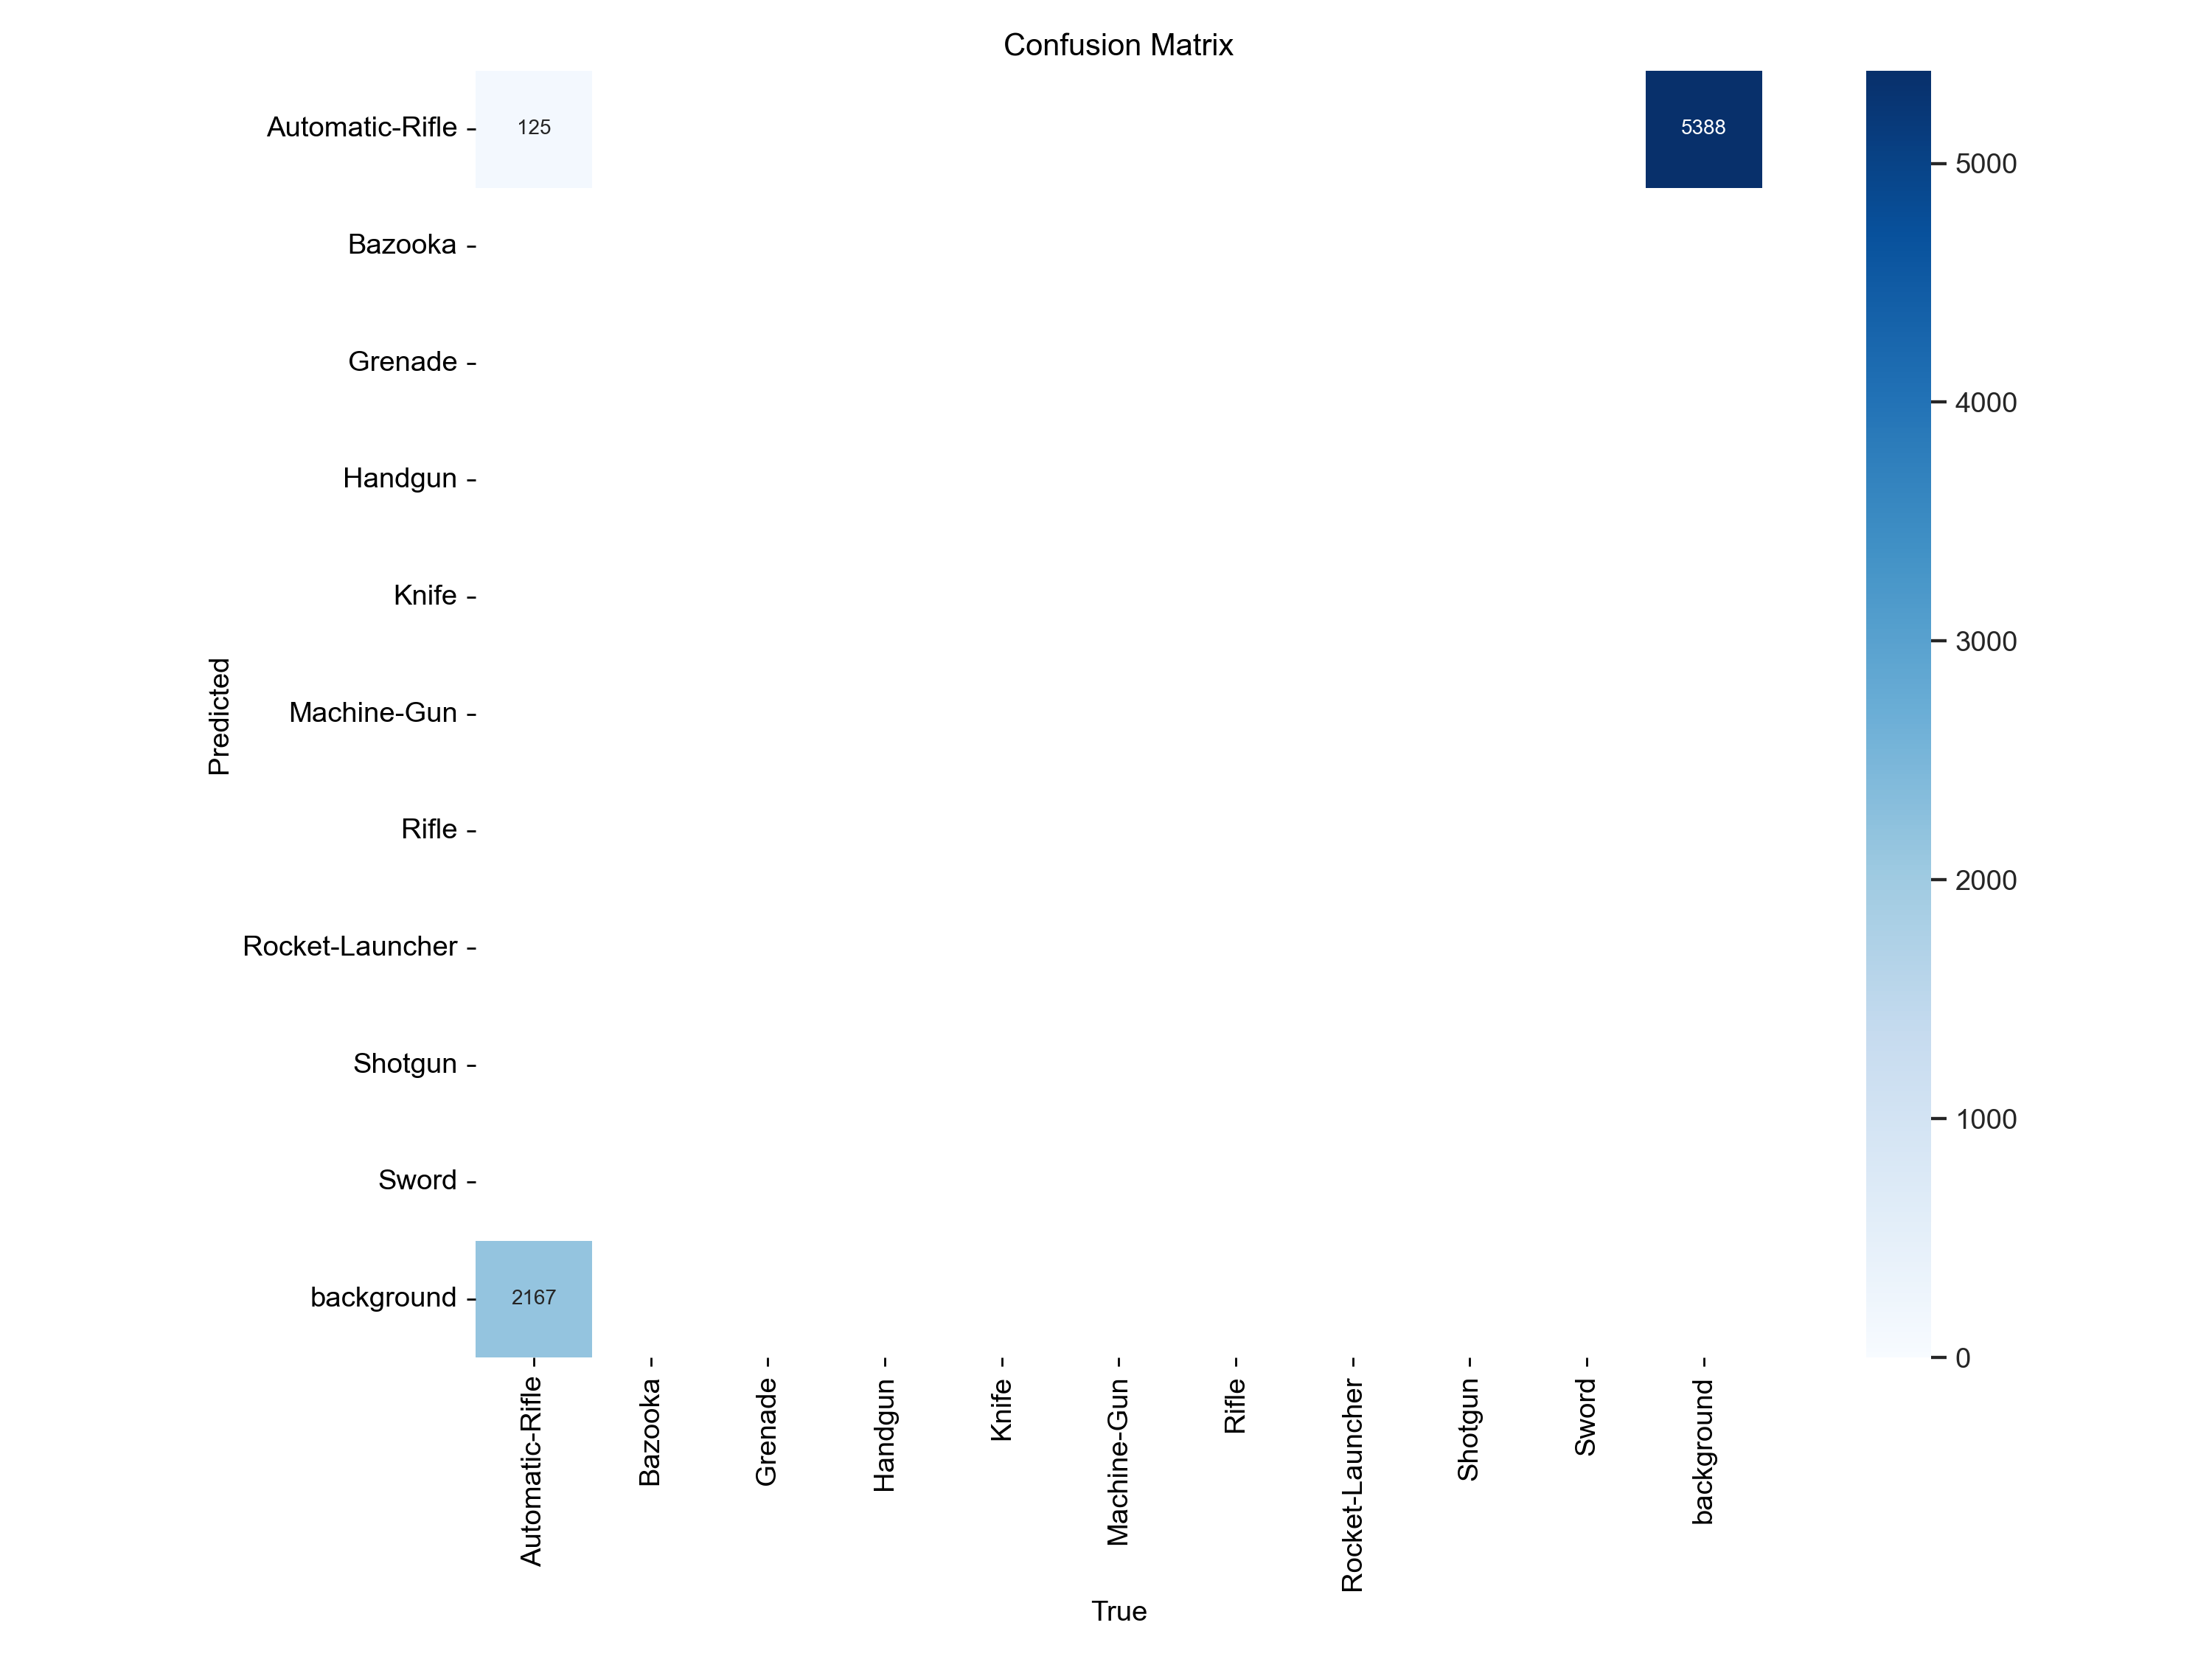 Confusion Matrix
Automatic-Rifle
125
5388
Bazooka
Grenade
Handgun
Knife
Machine-Gun
Rifle
Rocket-Launcher
Shotgun
Sword
background
2167
Predicted
5000
4000
3000
2000
1000
0
Automatic-Rifle
Bazooka
Grenade
Handgun
Knife
Machine-Gun
Rifle
Rocket-Launcher
Shotgun
Sword
background
True